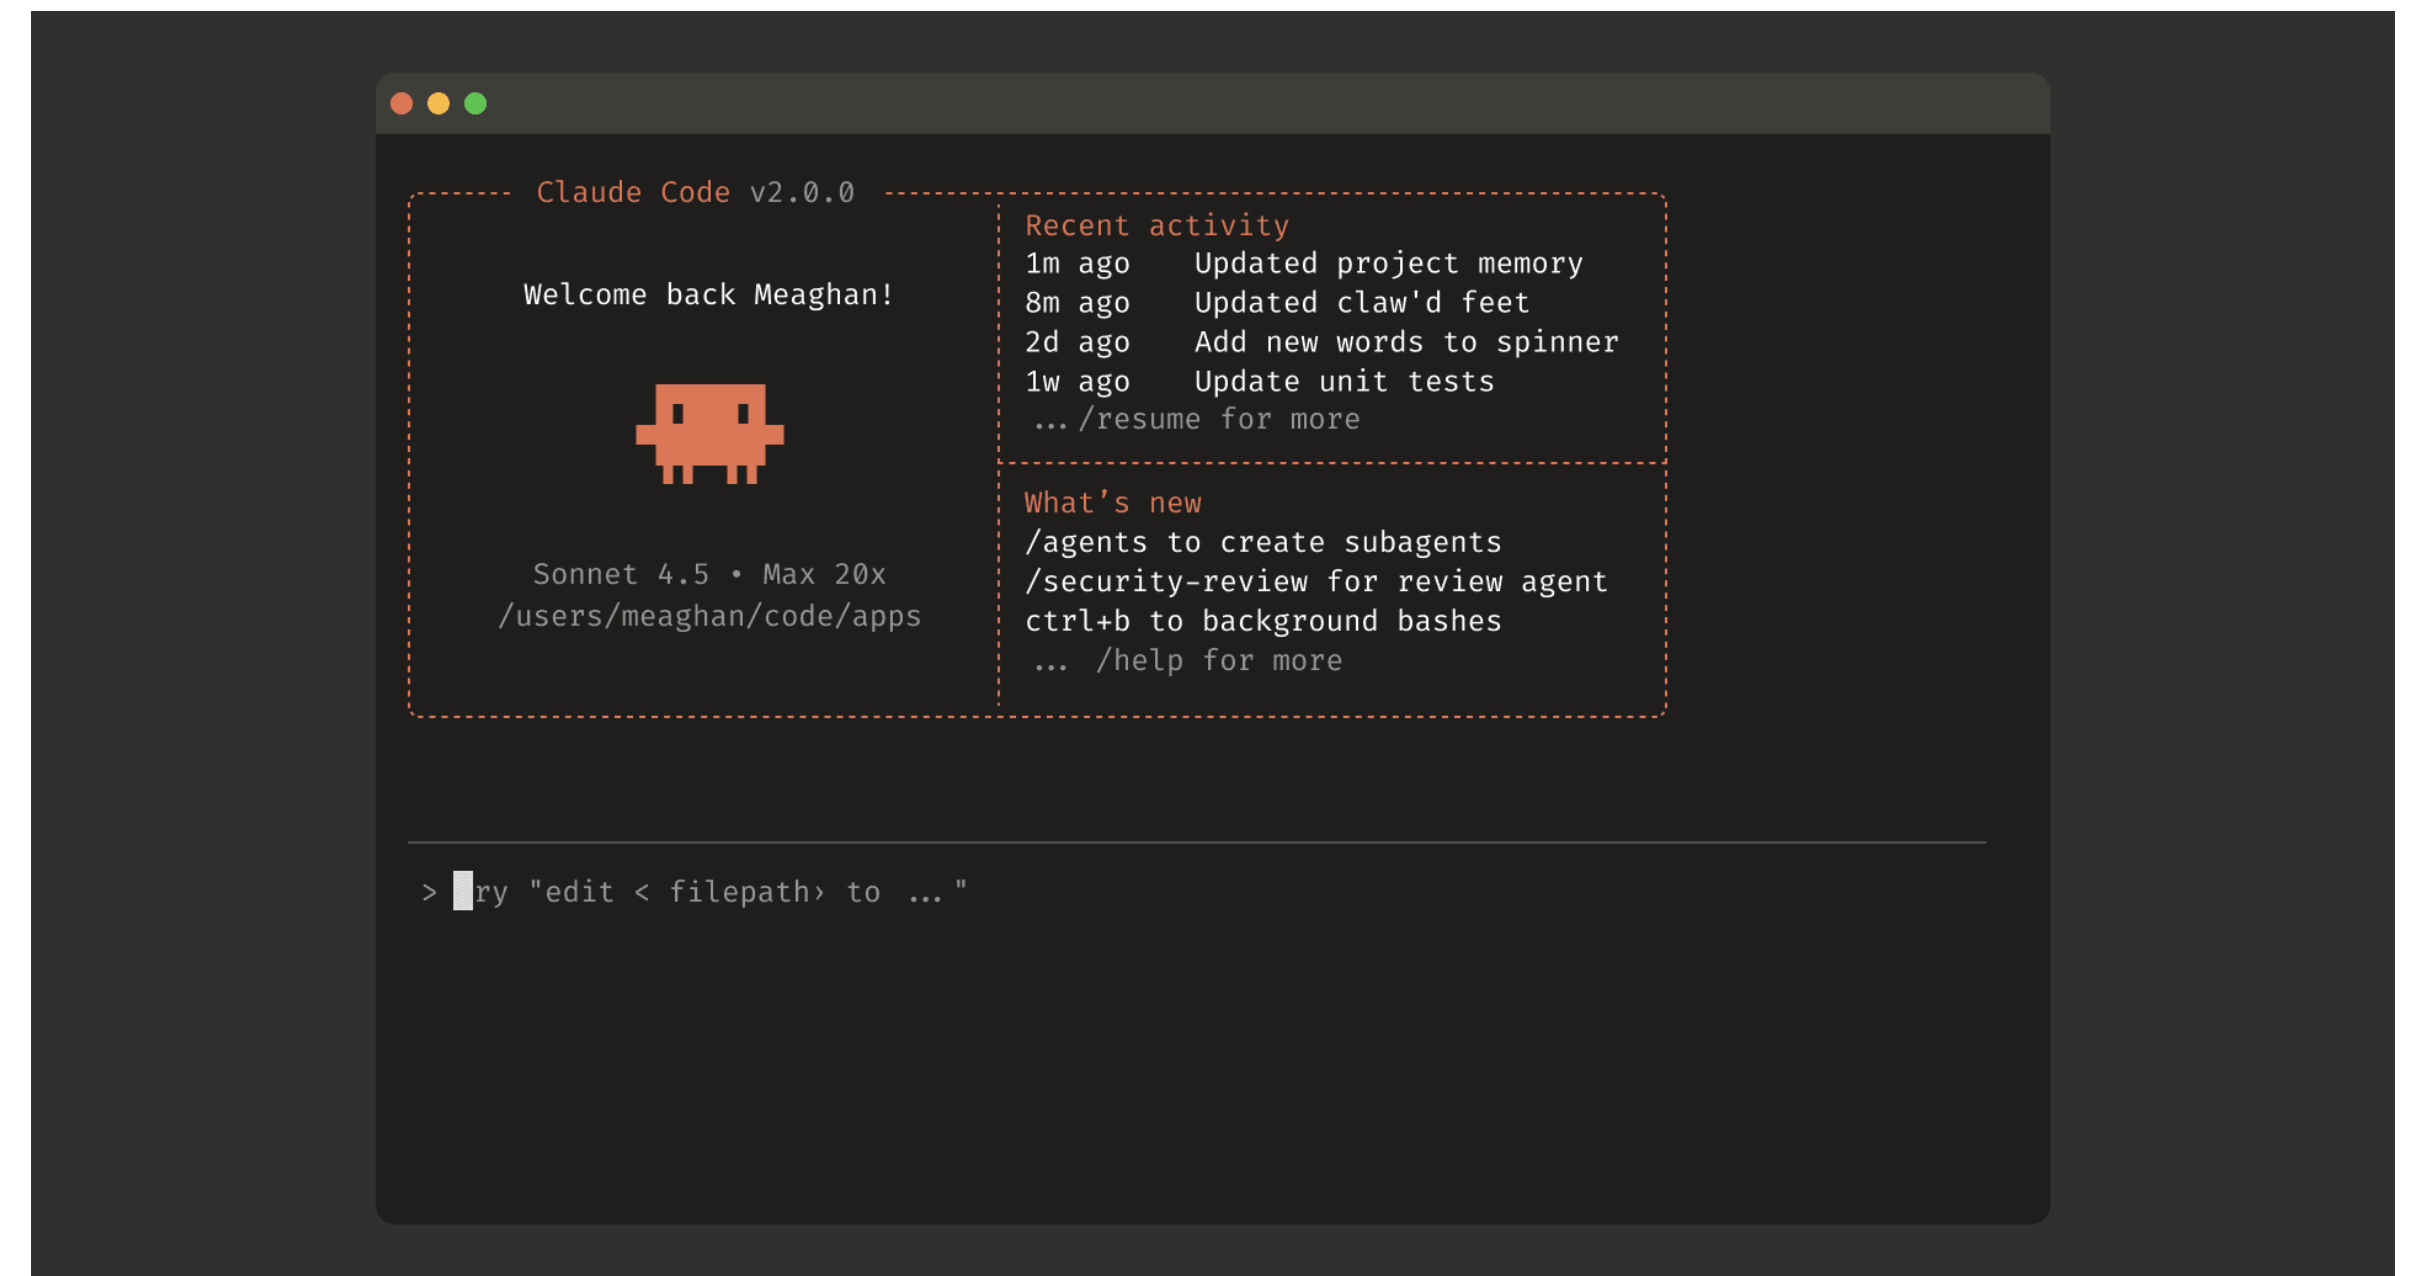 Claude Code v2.0.0
Welcome back Meaghan!
Sonnet 4.5 • Max 20x
/users/meaghan/code/apps
Recent activity
1m ago Updated project memory
8m ago Updated claw'd feet
2d ago Add new words to spinner
1w ago Update unit tests
.../resume for more
What’s new
/agents to create subagents
/security-review for review agent
ctrl+b to background bashes
... /help for more
> ry "edit < filepath› to ..."